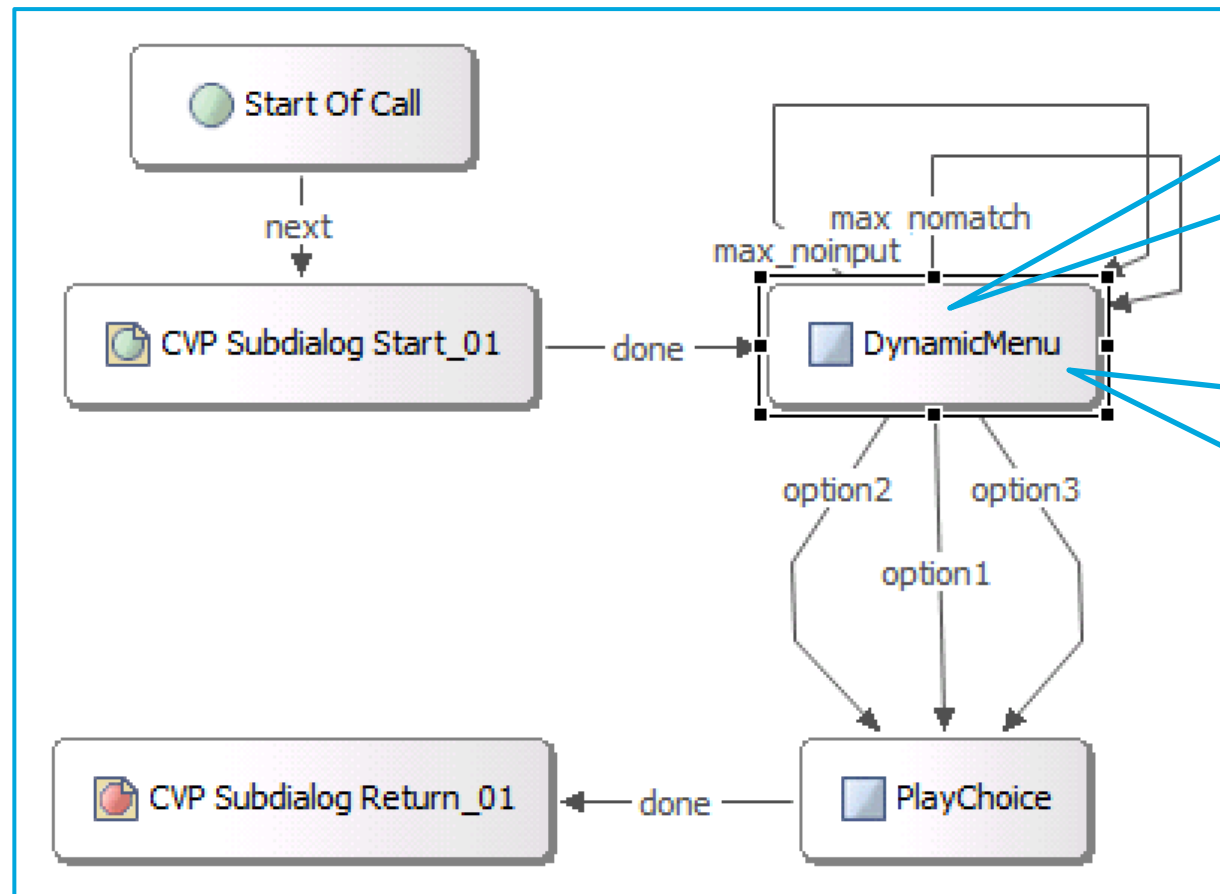 Start Of Call
next
max_nomatch
max_noinput
CVP Subdialog Start_01
done
DynamicMenu
option2
option3
option1
CVP Subdialog Return_01
done
PlayChoice